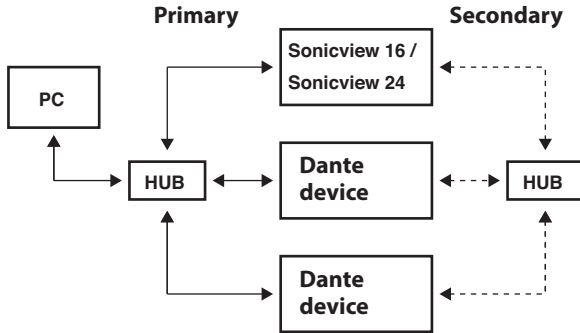 Primary
Secondary
Sonicview 16 /
Sonicview 24
PC
HUB
Dante
device
HUB
Dante
device